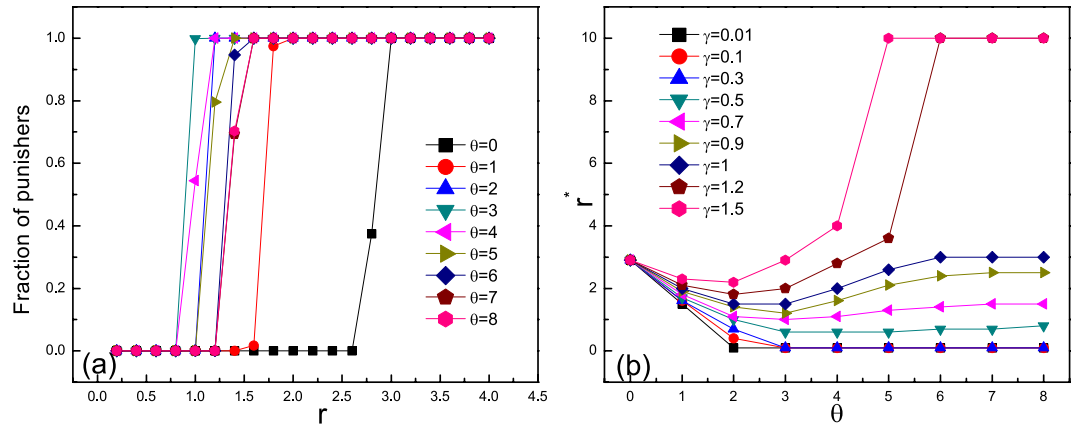 1.0
0.8
0.6
0.4
0.2
0.0
Fraction of punishers
θ=0
θ=1
θ=2
θ=3
θ=4
θ=5
θ=6
θ=7
θ=8
(a)
0.0 0.5 1.0 1.5 2.0 2.5 3.0 3.5 4.0 4.5
r
10
8
6
4
2
0
r*
γ=0.01
γ=0.1
γ=0.3
γ=0.5
γ=0.7
γ=0.9
γ=1
γ=1.2
γ=1.5
(b)
0 1 2 3 4 5 6 7 8
θ